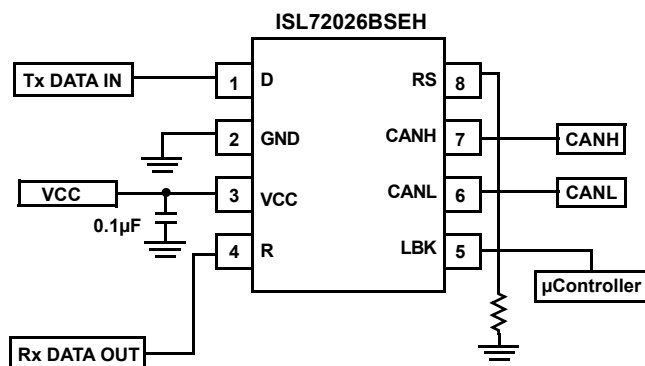 ISL72026BSEH
Tx DATA IN
1
D
RS
8
2
GND
CANH
7
CANH
VCC
3
VCC
CANL
6
CANL
0.1µF
4
R
LBK
5
µController
Rx DATA OUT